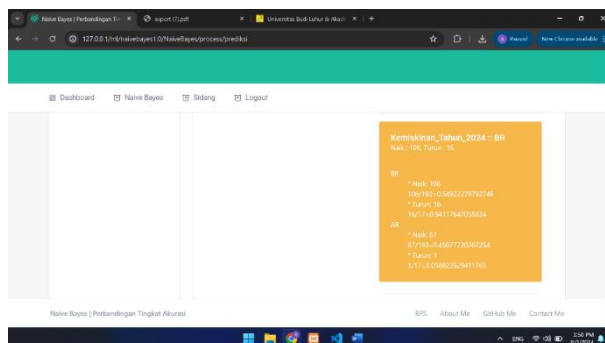 Naive Bayes | Perbandingan Tin
export (7).pdf
Universitas Budi Luhur & Akad
127.0.0.1/ml/naivebayes1.0/NaiveBayes/process/prediksi
New Chrome available
Dashboard
Naive Bayes
Sidang
Logout
Kemiskinan_Tahun_2024 :: BR
Naik : 106, Turun : 16,
BR
* Naik: 106
106/193=0.54922279792746
* Turun: 16
16/17=0.94117647058824
AR
* Naik: 87
87/193=0.45077720207254
* Turun: 1
1/17=0.058823529411765
Naive Bayes | Perbandingan Tingkat Akurasi
BPS
About Me
GitHub Me
Contact Me
ENG
3:50 PM